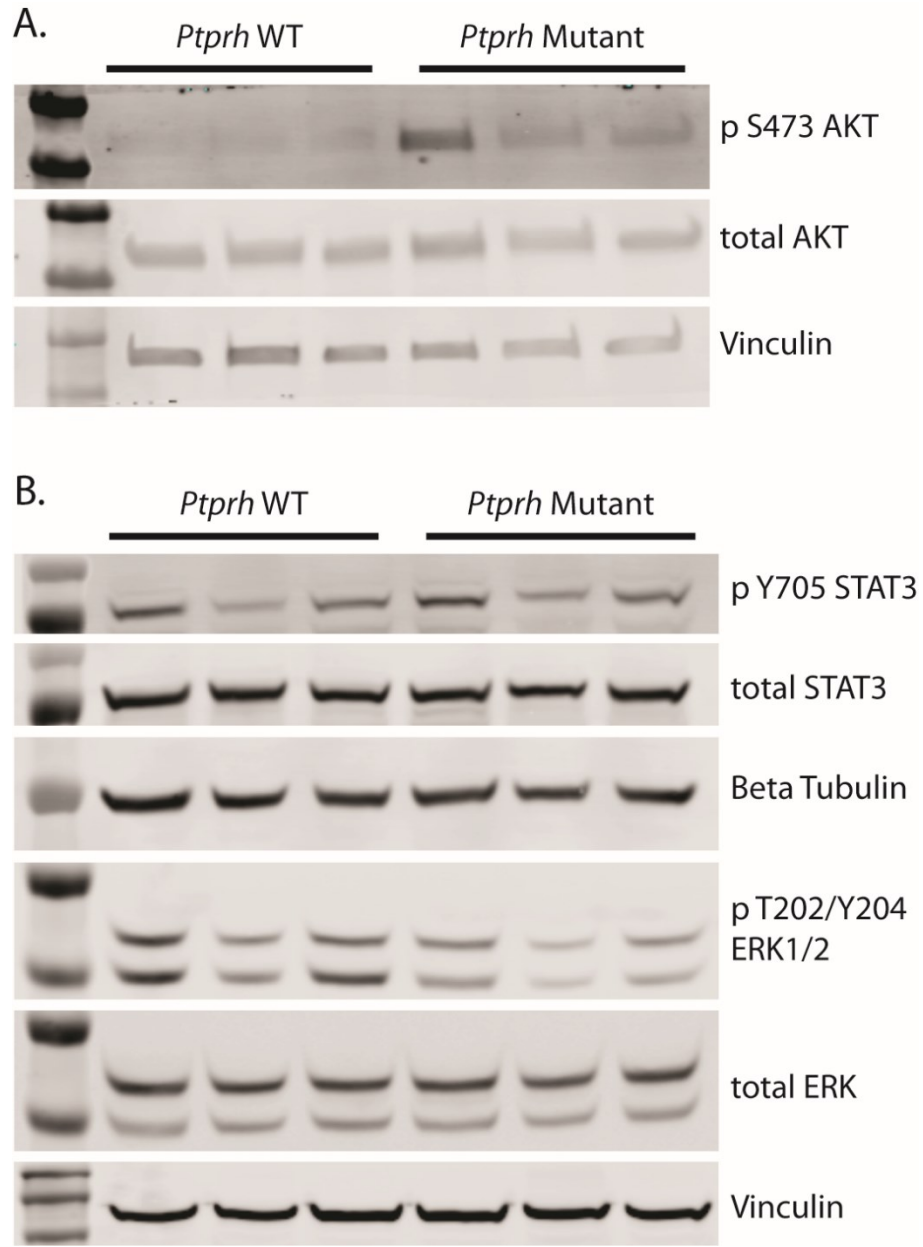 A.
Ptprh WT
Ptprh Mutant
p S473 AKT
total AKT
Vinculin
B.
Ptprh WT
Ptprh Mutant
p Y705 STAT3
total STAT3
Beta Tubulin
p T202/Y204
ERK1/2
total ERK
Vinculin